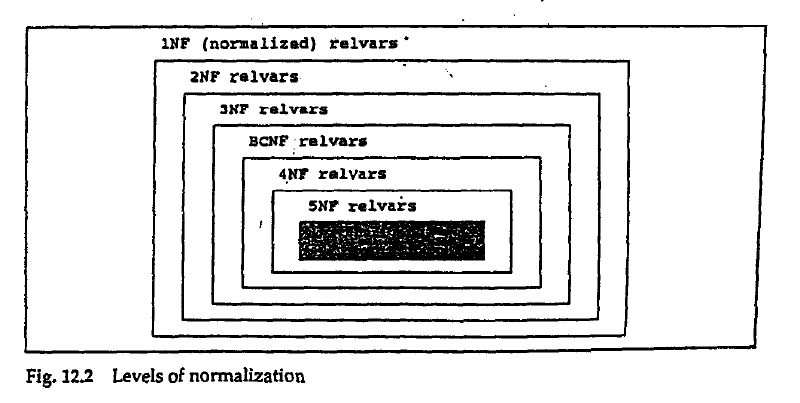 1NF (normalized) relvars
2NF relvars
3NF relvars
BCNF relvars
4NF relvars
5NF relvars
Fig. 12.2 Levels of normalization